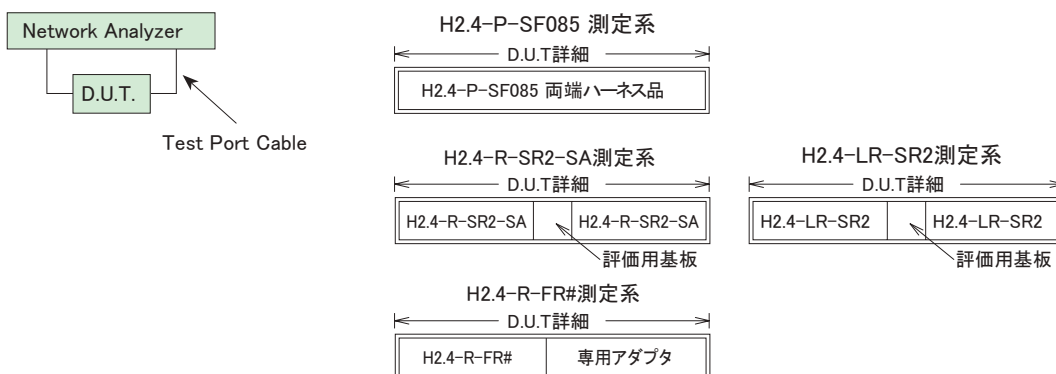 Network Analyzer
D.U.T.
Test Port Cable
H2.4-P-SF085 測定系
D.U.T詳細
H2.4-P-SF085 両端ハーネス品
H2.4-R-SR2-SA測定系
D.U.T詳細
H2.4-R-SR2-SA
H2.4-R-SR2-SA
評価用基板
H2.4-LR-SR2測定系
D.U.T詳細
H2.4-LR-SR2
H2.4-LR-SR2
評価用基板
H2.4-R-FR#測定系
D.U.T詳細
H2.4-R-FR#
専用アダプタ